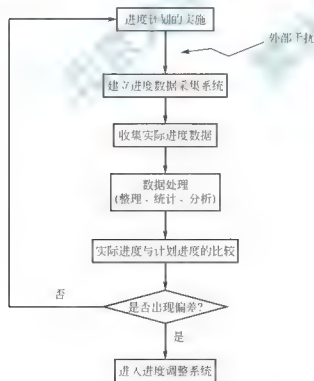 进度计划的实施
外部干扰
建立进度数据采集系统
收集实际进度数据
数据处理
(整理、统计、分析)
实际进度与计划进度的比较
否
是否出现偏差?
是
进入进度调整系统